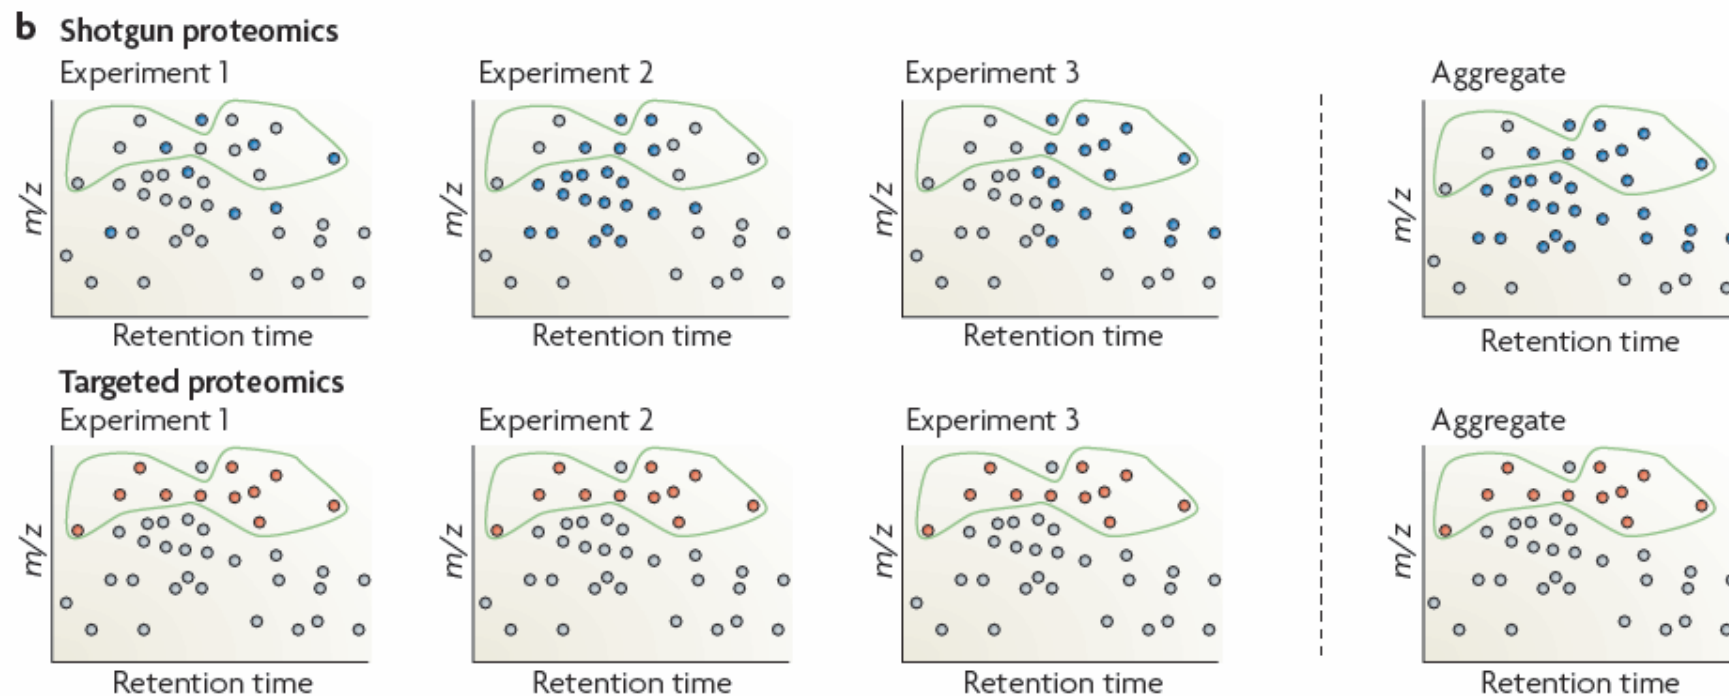 b Shotgun proteomics
Experiment 1 Experiment 2 Experiment 3 Aggregate
m/z m/z m/z m/z
Retention time Retention time Retention time Retention time
Targeted proteomics
Experiment 1 Experiment 2 Experiment 3 Aggregate
m/z m/z m/z m/z
Retention time Retention time Retention time Retention time